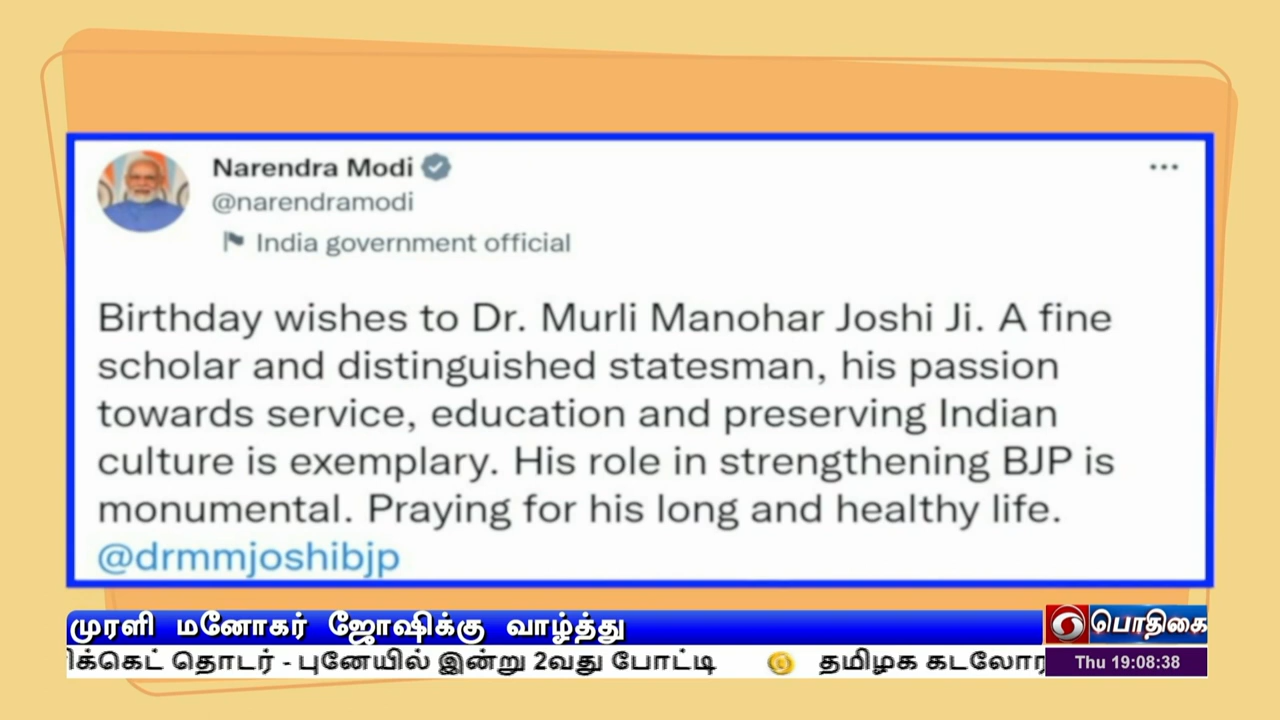 Narendra Modi
@narendramodi
India government official
Birthday wishes to Dr. Murli Manohar Joshi Ji. A fine
scholar and distinguished statesman, his passion
towards service, education and preserving Indian
culture is exemplary. His role in strengthening BJP is
monumental. Praying for his long and healthy life.
@drmmjoshibjp
முரளி மனோகர் ஜோஷிக்கு வாழ்த்து
பொதிகை
தொடர் - புனேயில் இன்று 2வது போட்டி தமிழக
Thu 19:08:38